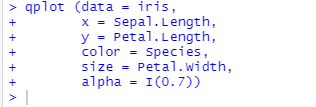 > qplot (data = iris,
+        x = Sepal.Length,
+        y = Petal.Length,
+        color = Species,
+        size = Petal.Width,
+        alpha = I(0.7))
>